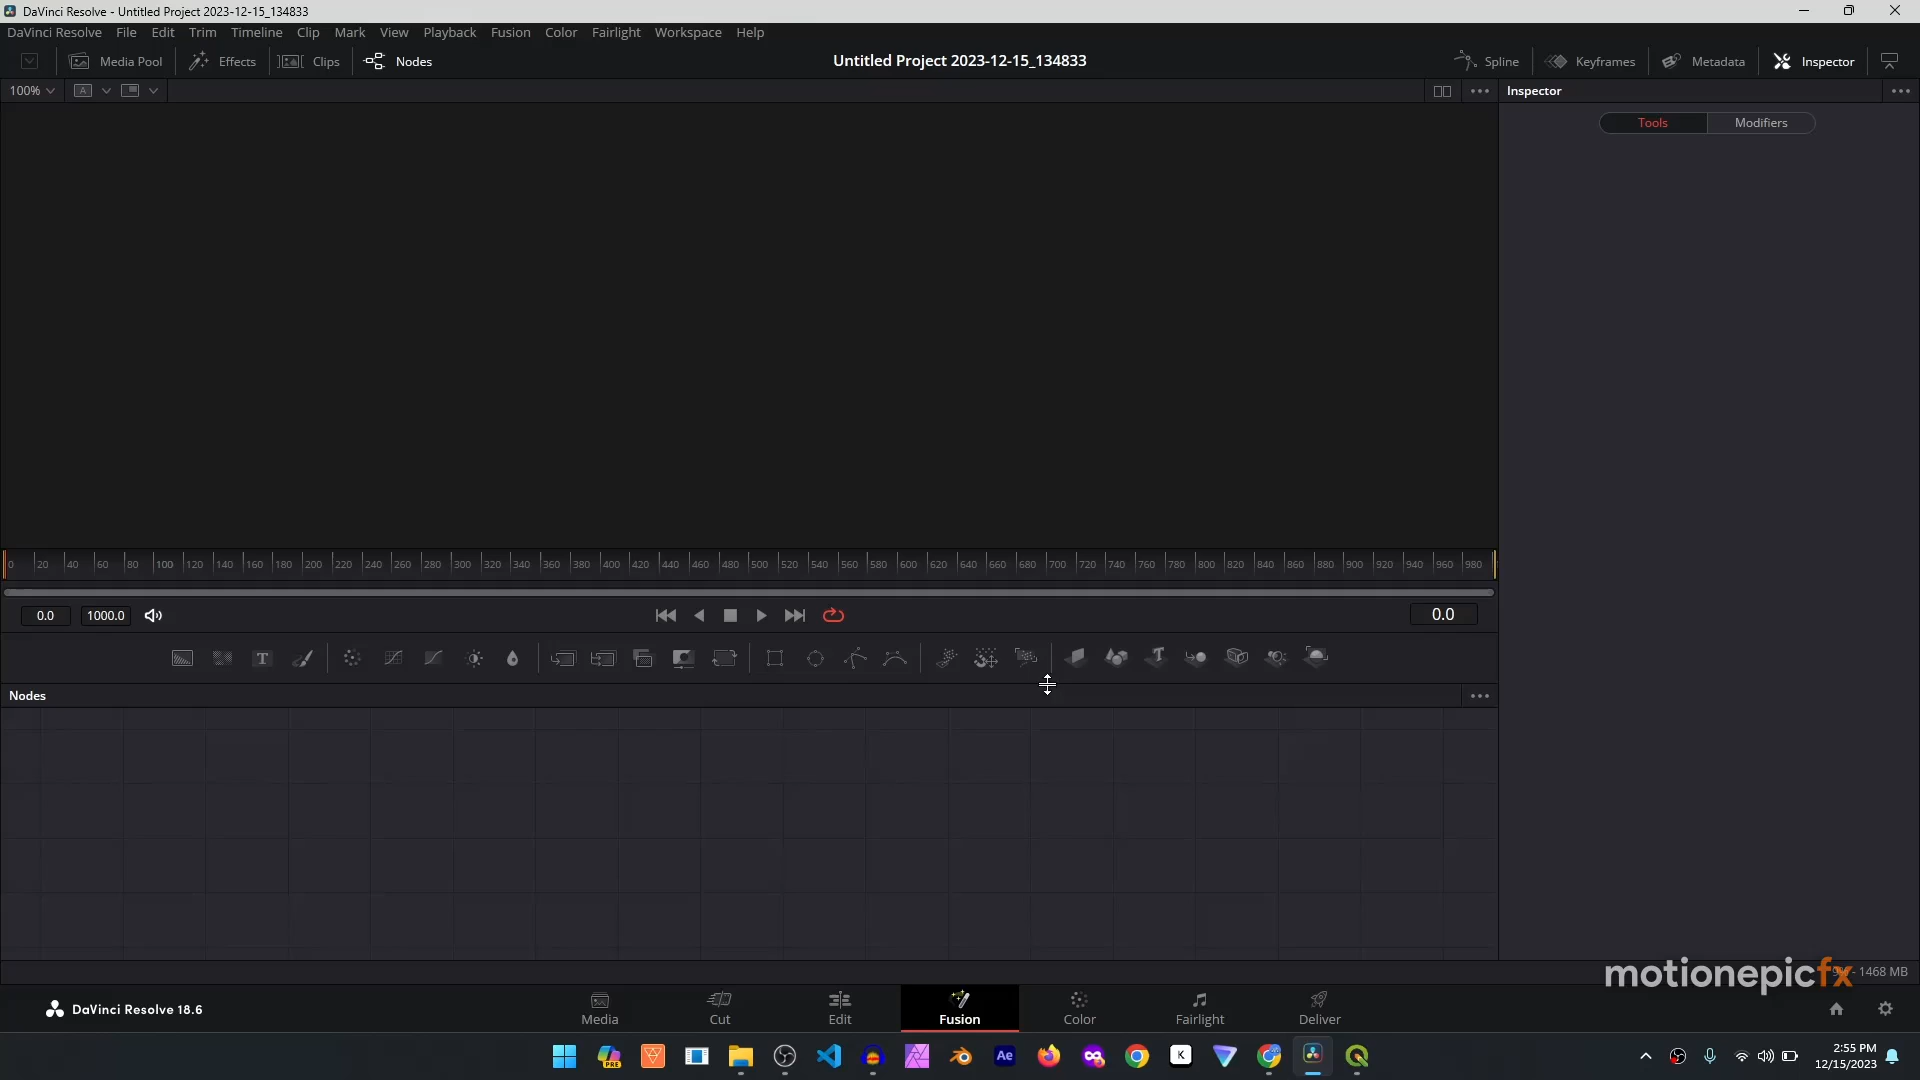 DaVinci Resolve - Untitled Project 2023-12-15_134833
DaVinci Resolve File Edit Trim Timeline Clip Mark View Playback Fusion Color Fairlight Workspace Help
Media Pool Effects Clips Nodes Untitled Project 2023-12-15_134833 Spline Keyframes Metadata Inspector
100% A Inspector
Tools Modifiers
0 20 40 60 80 100 120 140 160 180 200 220 240 260 280 300 320 340 360 380 400 420 440 460 480 500 520 540 560 580 600 620 640 660 680 700 720 740 760 780 800 820 840 860 880 900 920 940 960 980
0.0 1000.0 0.0
T T
Nodes
motionepicfx - 1468 MB
DaVinci Resolve 18.6 Media Cut Edit Fusion Color Fairlight Deliver
PRE Ae K 2:55 PM
12/15/2023